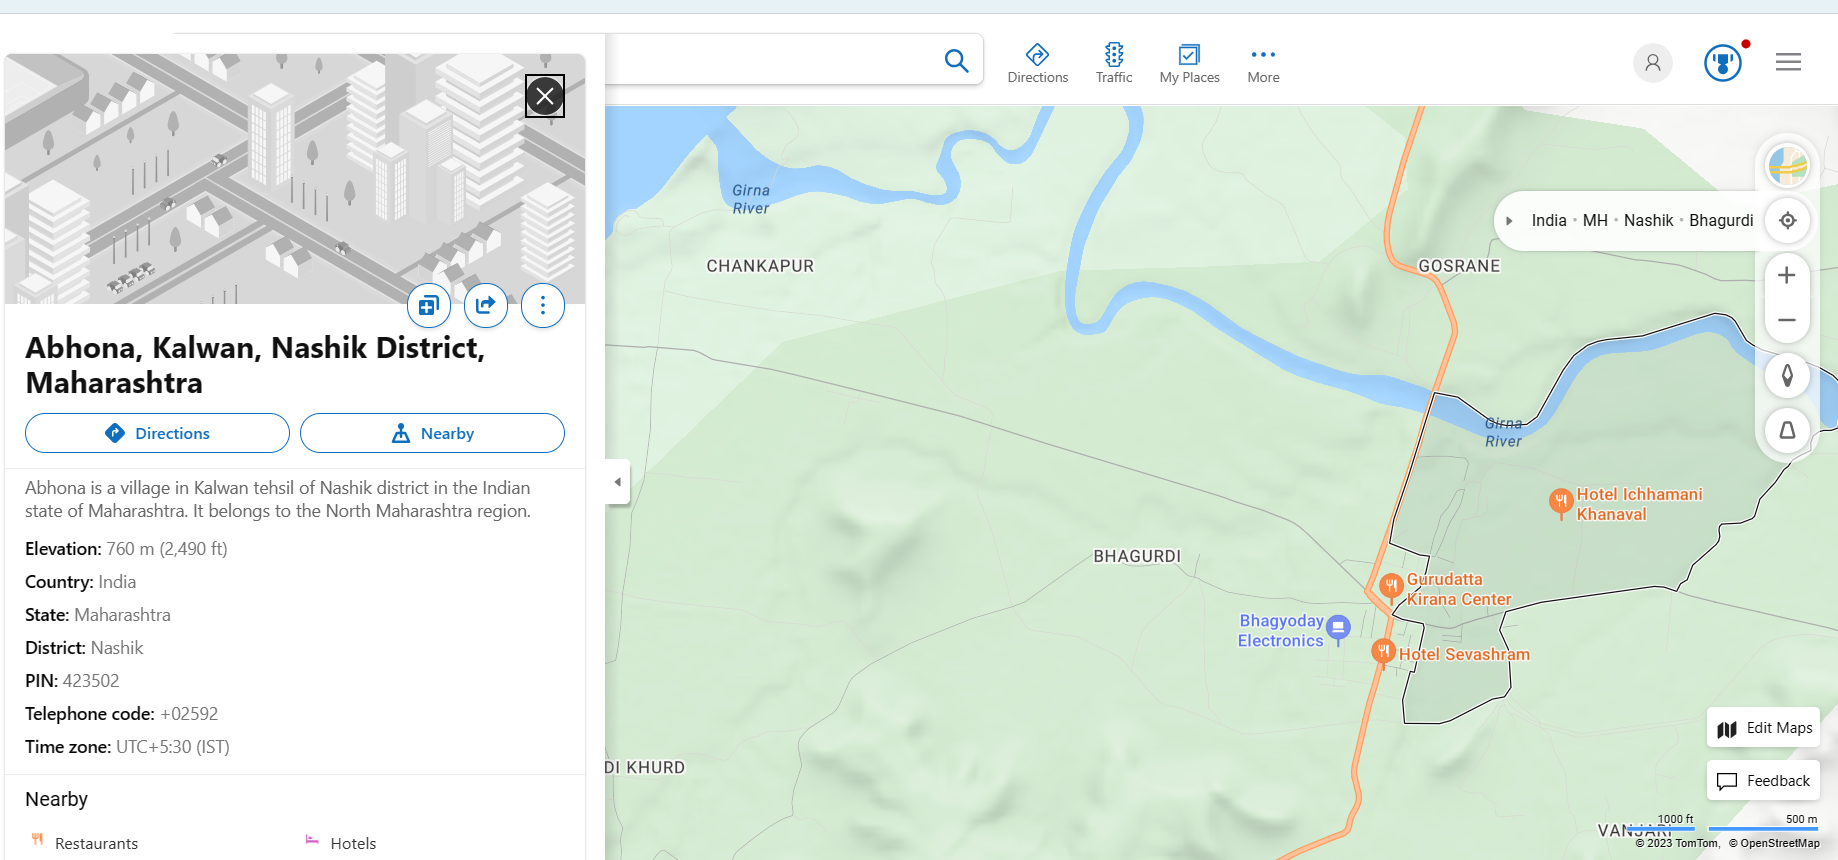 Directions
Traffic
My Places
More
Abhona, Kalwan, Nashik District,
Maharashtra
Directions
Nearby
Abhona is a village in Kalwan tehsil of Nashik district in the Indian
state of Maharashtra. It belongs to the North Maharashtra region.
Elevation: 760 m (2,490 ft)
Country: India
State: Maharashtra
District: Nashik
PIN: 423502
Telephone code: +02592
Time zone: UTC+5:30 (IST)
Nearby
Restaurants
Hotels
Girna
River
CHANKAPUR
India • MH • Nashik • Bhagurdi
GOSRANE
Girna
River
Hotel Ichhamani
Khanaval
BHAGURDI
Gurudatta
Kirana Center
Bhagyoday
Electronics
Hotel Sevashram
DI KHURD
VANJARI
Edit Maps
Feedback
1000 ft
500 m
© 2023 TomTom, © OpenStreetMap